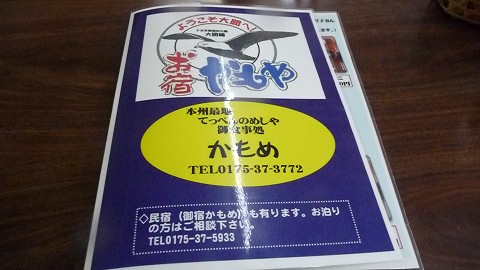 ようこそ大間へ
大間崎
お宿
かもめや
本州最北
てっぺんのめしや
御食事処
かもめ
TEL0175-37-3772
◇民宿（御宿かもめ）も有ります。お泊り
の方はご相談下さい。
TEL0175-37-5933